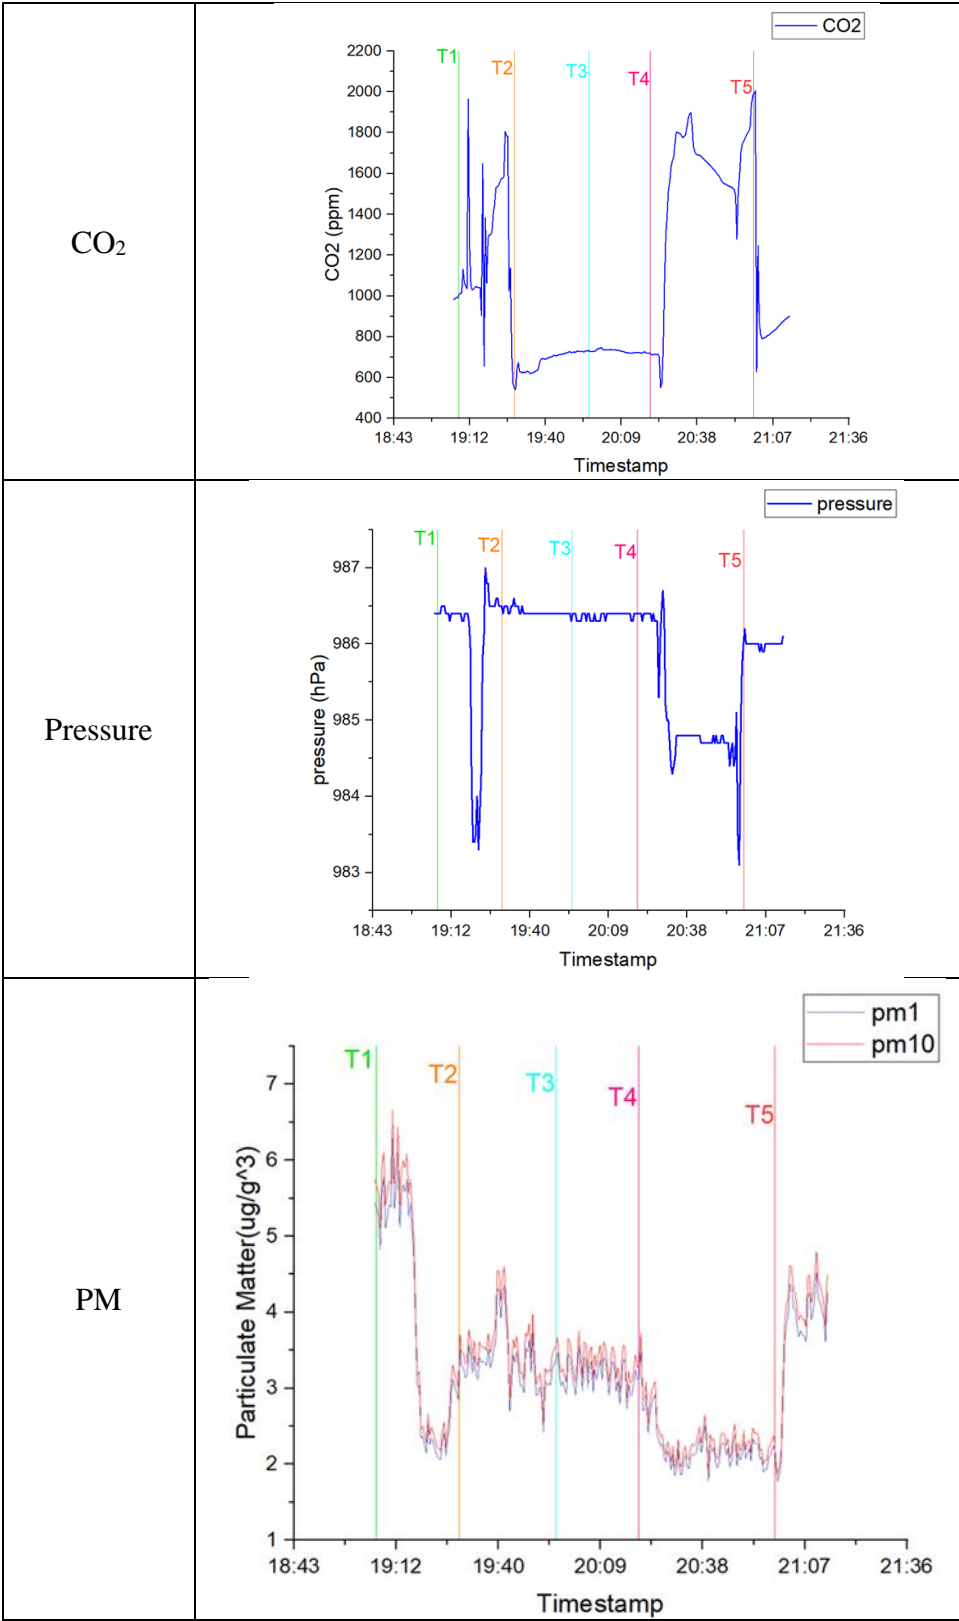 CO₂
CO2
T1
T2
T3
T4
T5
2200
2000
1800
1600
1400
1200
1000
800
600
400
CO2 (ppm)
18:43 19:12 19:40 20:09 20:38 21:07 21:36
Timestamp
Pressure
pressure
T1
T2
T3
T4
T5
987
986
985
984
983
pressure (hPa)
18:43 19:12 19:40 20:09 20:38 21:07 21:36
Timestamp
PM
pm1
pm10
T1
T2
T3
T4
T5
7
6
5
4
3
2
1
Particulate Matter(ug/g^3)
18:43 19:12 19:40 20:09 20:38 21:07 21:36
Timestamp